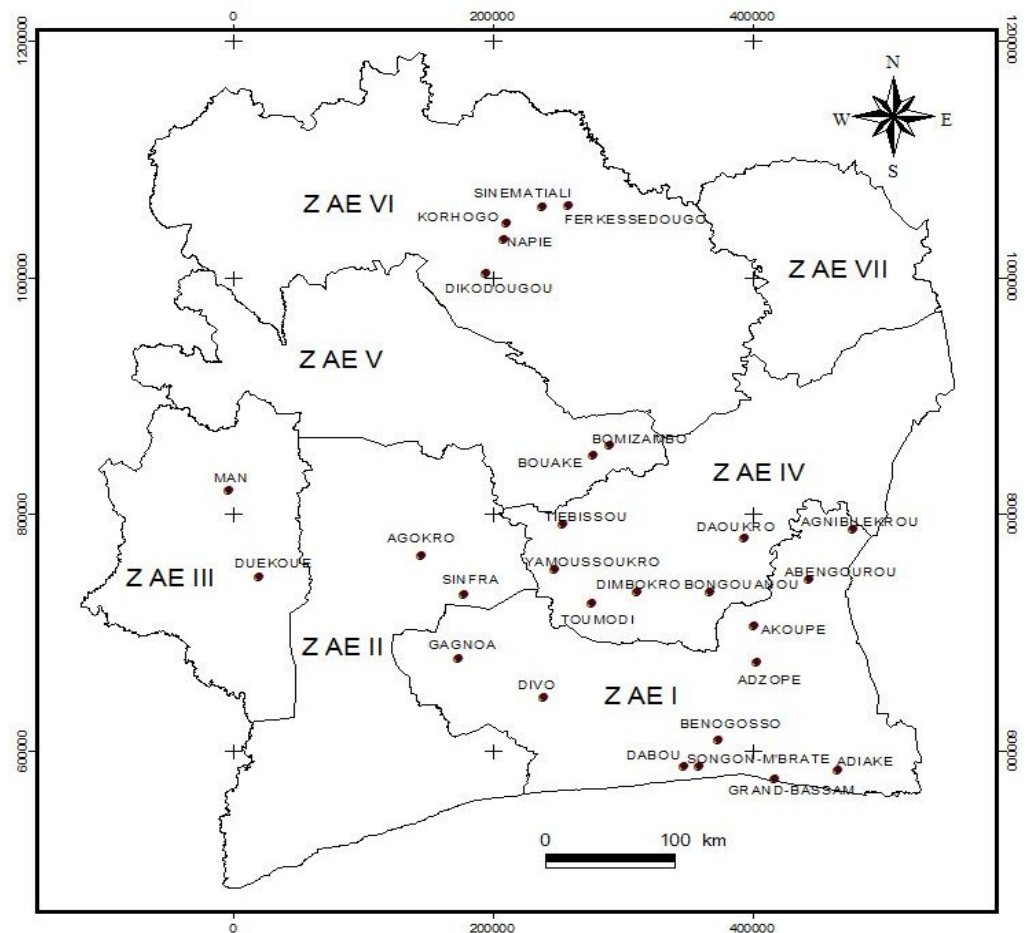 0 200000 400000
1200000 1200000
N
W E
S
SINEMATIALI
Z AE VI
KORHOGO FERKESSEDOUGO
NAPIE
Z AE VII
1000000 1000000
DIKODOUGOU
Z AE V
BOMIZAMBO
BOUAKE
Z AE IV
MAN
800000 800000
TIEBISSOU DAOUKRO AGNIBILEKROU
AGOKRO
DUEKOUE YAMOUSSOUKRO ABENGOUROU
Z AE III SINFRA DIMBOKRO BONGOUANOU
TOUMODI
AKOUPE
Z AE II GAGNOA
ADZOPE
DIVO Z AE I
BENOGOSSO
600000 DABOU SONGON-M'BRATE ADIAKE 600000
GRAND-BASSAM
0 100 km
0 200000 400000